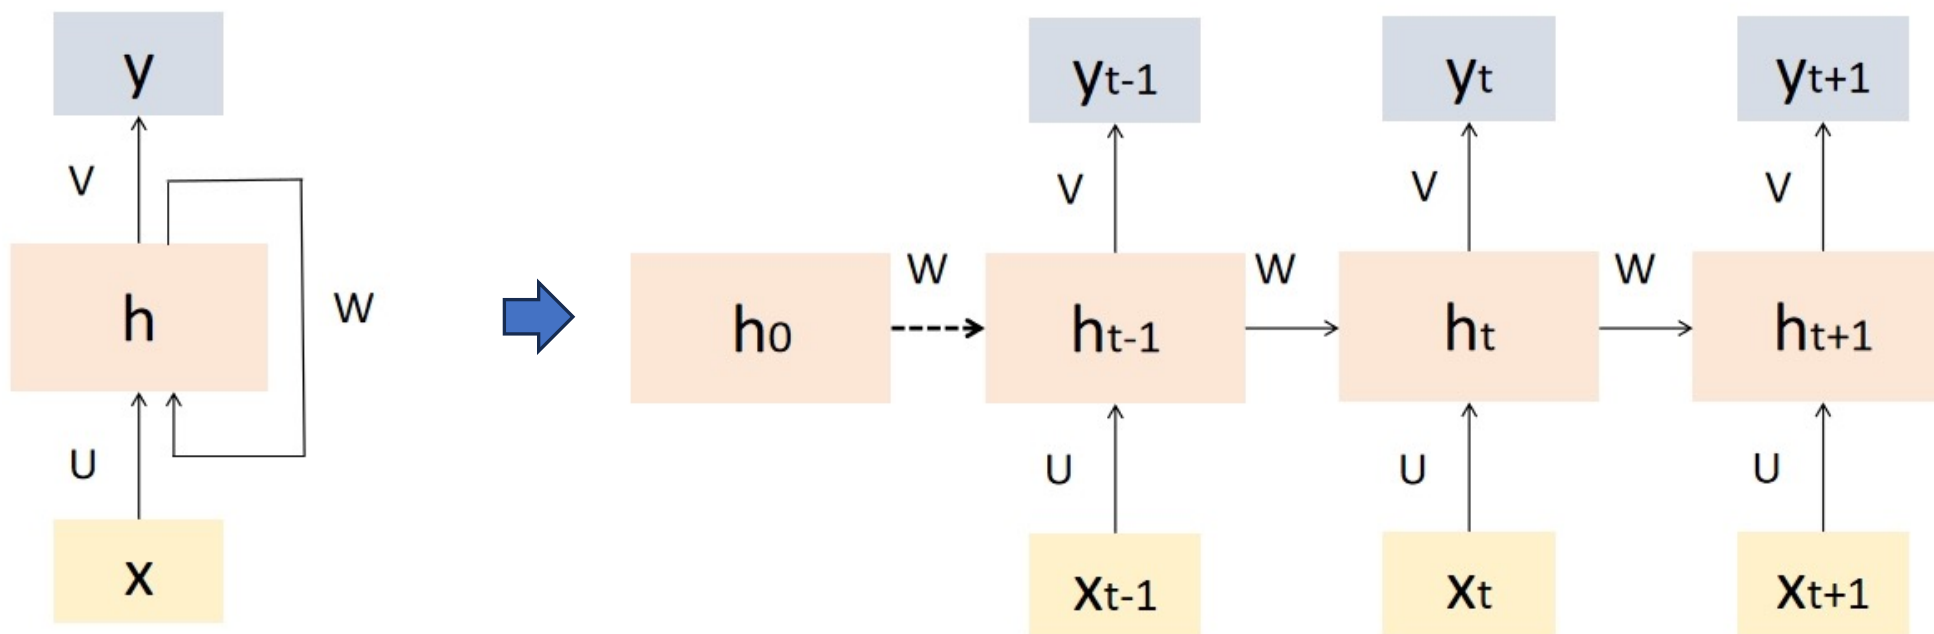 y
V
h
W
U
x
yt-1
yt
yt+1
V
V
V
W
W
W
h0
ht-1
ht
ht+1
U
U
U
xt-1
xt
xt+1